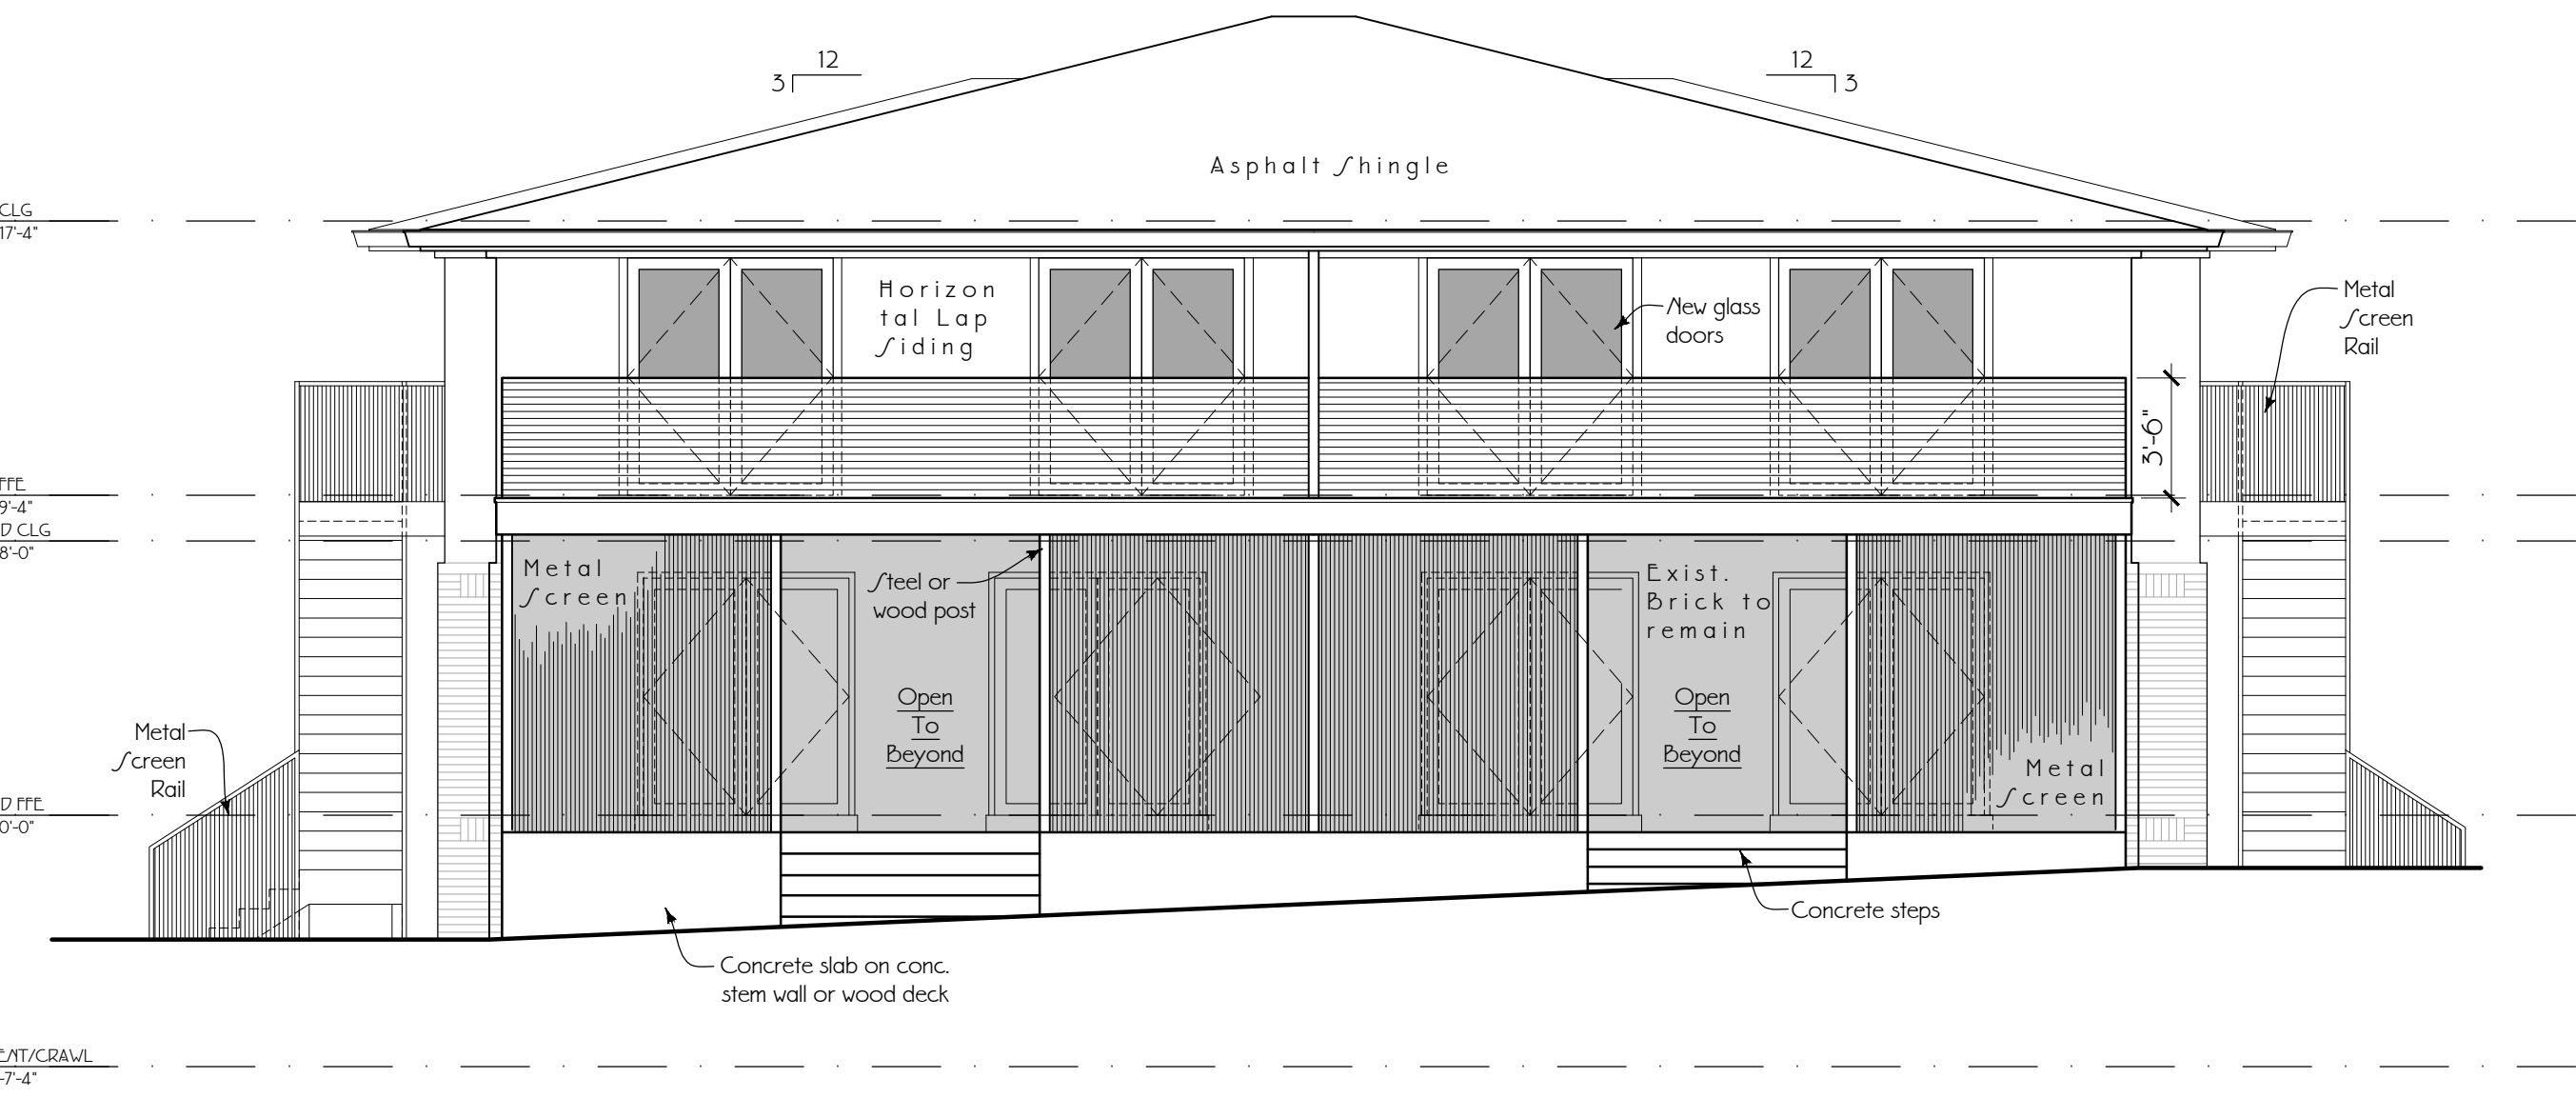 12
3
12
3
Asphalt Shingle
CLG
17'-4"
Horizon
tal Lap
Siding
New glass
doors
Metal
Screen
Rail
3'-6"
FFE
9'-4"
D CLG
8'-0"
Metal
Screen
Steel or
wood post
Exist.
Brick to
remain
Open
To
Beyond
Open
To
Beyond
Metal
Screen
Rail
Metal
Screen
D FFE
0'-0"
Concrete steps
Concrete slab on conc.
stem wall or wood deck
ENT/CRAWL
-7'-4"